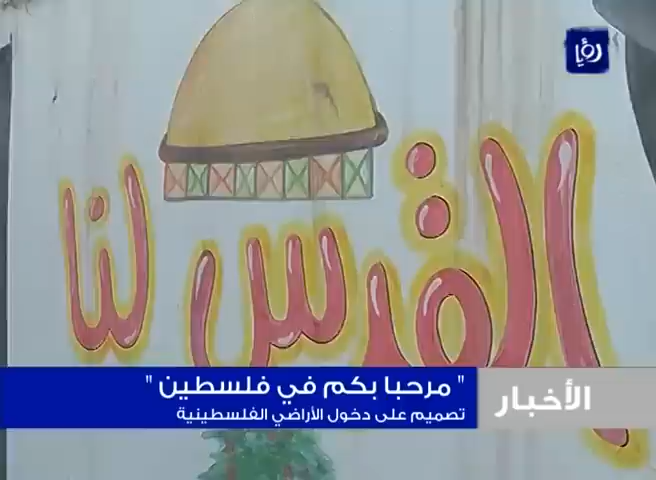 رؤيا
القدس لنا
الأخبار
" مرحبا بكم في فلسطين "
تصميم على دخول الأراضي الفلسطينية